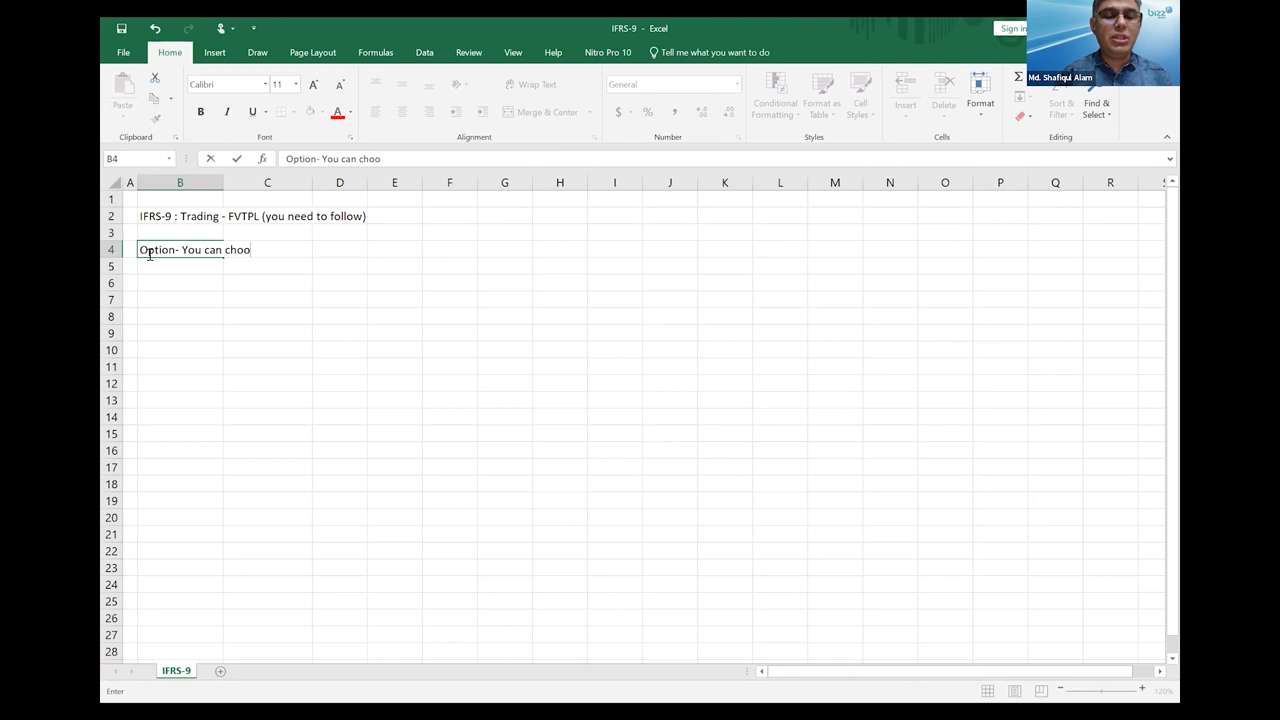 IFRS-9 - Excel
Sign in
bizz
Md. Shafiqul Alam
File Home Insert Draw Page Layout Formulas Data Review View Help Nitro Pro 10 Tell me what you want to do
Paste
Calibri 11 A A
B I U A
General
$ % ,
Wrap Text
Merge & Center
Conditional Formatting
Format as Table
Cell Styles
Insert Delete Format
Sort & Filter
Find & Select
Clipboard Font Alignment Number Styles Cells Editing
B4 fx Option- You can choo
A B C D E F G H I J K L M N O P Q R S
1
2 IFRS-9 : Trading - FVTPL (you need to follow)
3
4 Option- You can choo
5
6
7
8
9
10
11
12
13
14
15
16
17
18
19
20
21
22
23
24
25
26
27
28
IFRS-9
Enter
120%